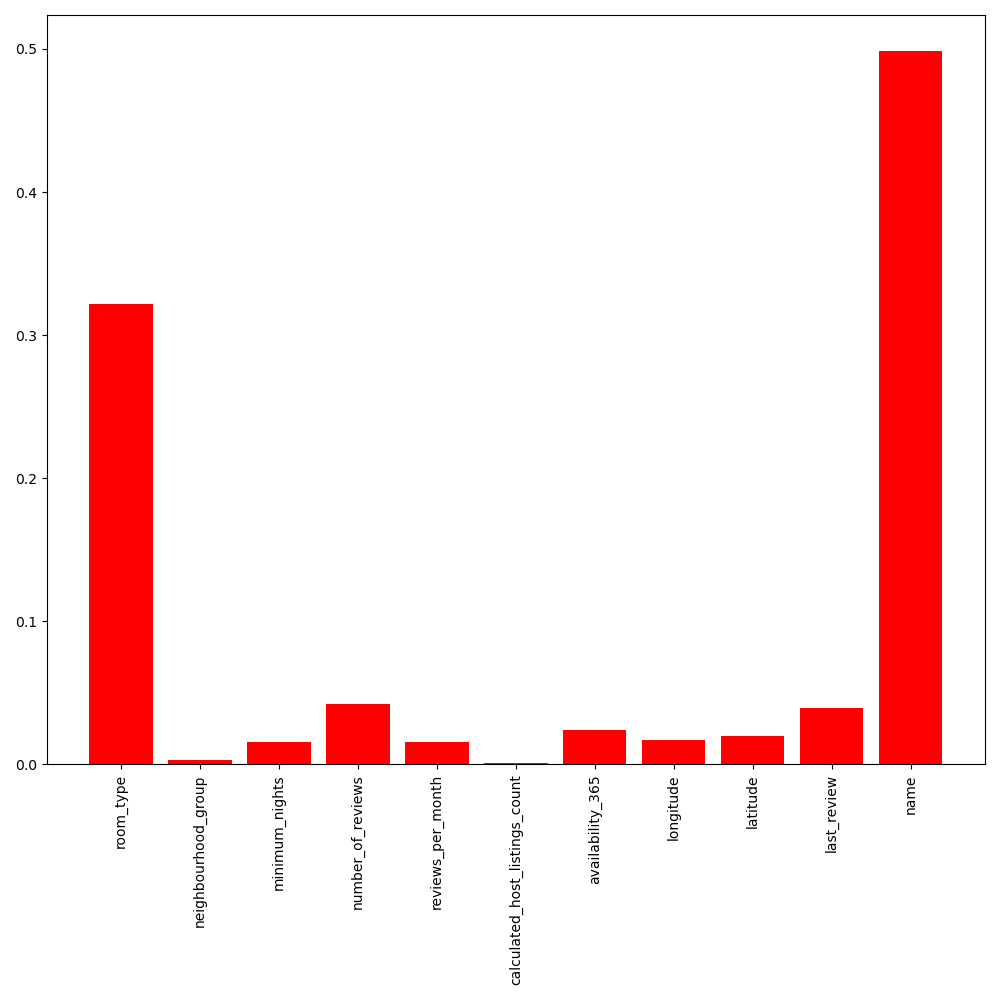 0.5
0.4
0.3
0.2
0.1
0.0
room_type
neighbourhood_group
minimum_nights
number_of_reviews
reviews_per_month
calculated_host_listings_count
availability_365
longitude
latitude
last_review
name